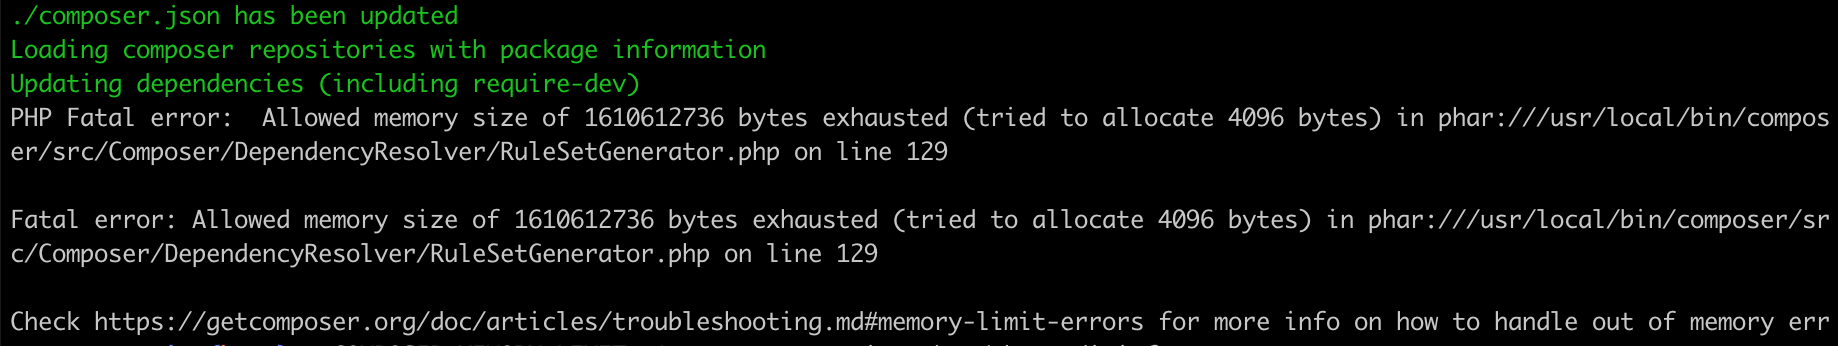 ./composer.json has been updated
Loading composer repositories with package information
Updating dependencies (including require-dev)
PHP Fatal error:  Allowed memory size of 1610612736 bytes exhausted (tried to allocate 4096 bytes) in phar:///usr/local/bin/compos
er/src/Composer/DependencyResolver/RuleSetGenerator.php on line 129
Fatal error: Allowed memory size of 1610612736 bytes exhausted (tried to allocate 4096 bytes) in phar:///usr/local/bin/composer/sr
c/Composer/DependencyResolver/RuleSetGenerator.php on line 129
Check https://getcomposer.org/doc/articles/troubleshooting.md#memory-limit-errors for more info on how to handle out of memory err